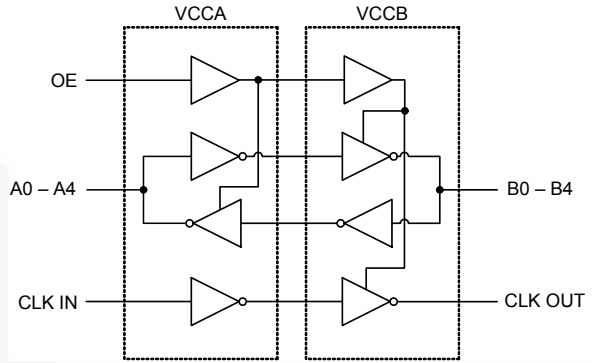 VCCA VCCB
OE
A0 – A4 B0 – B4
CLK IN CLK OUT